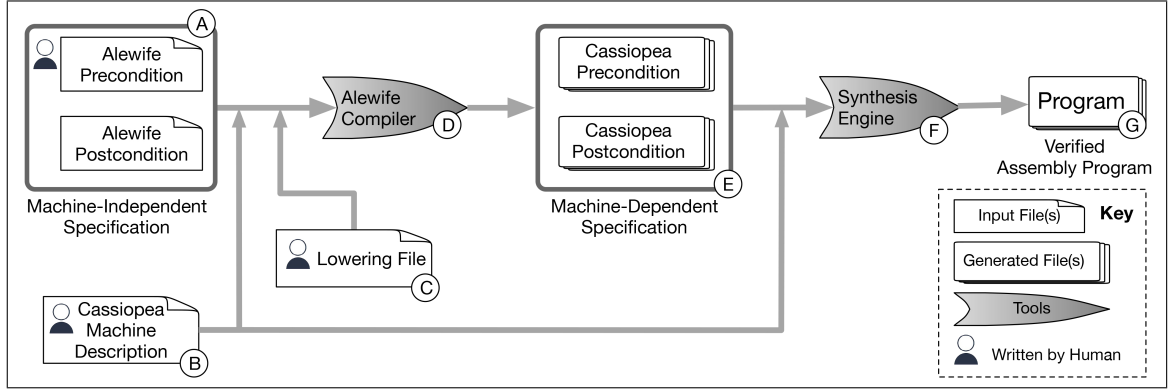 A
Alewife
Precondition
Alewife
Postcondition
Machine-Independent
Specification
Alewife
Compiler
D
Cassiopea
Precondition
Cassiopea
Postcondition
E
Machine-Dependent
Specification
Synthesis
Engine
F
Program
G
Verified
Assembly Program
Lowering File
C
Cassiopea
Machine
Description
B
Key
Input File(s)
Generated File(s)
Tools
Written by Human